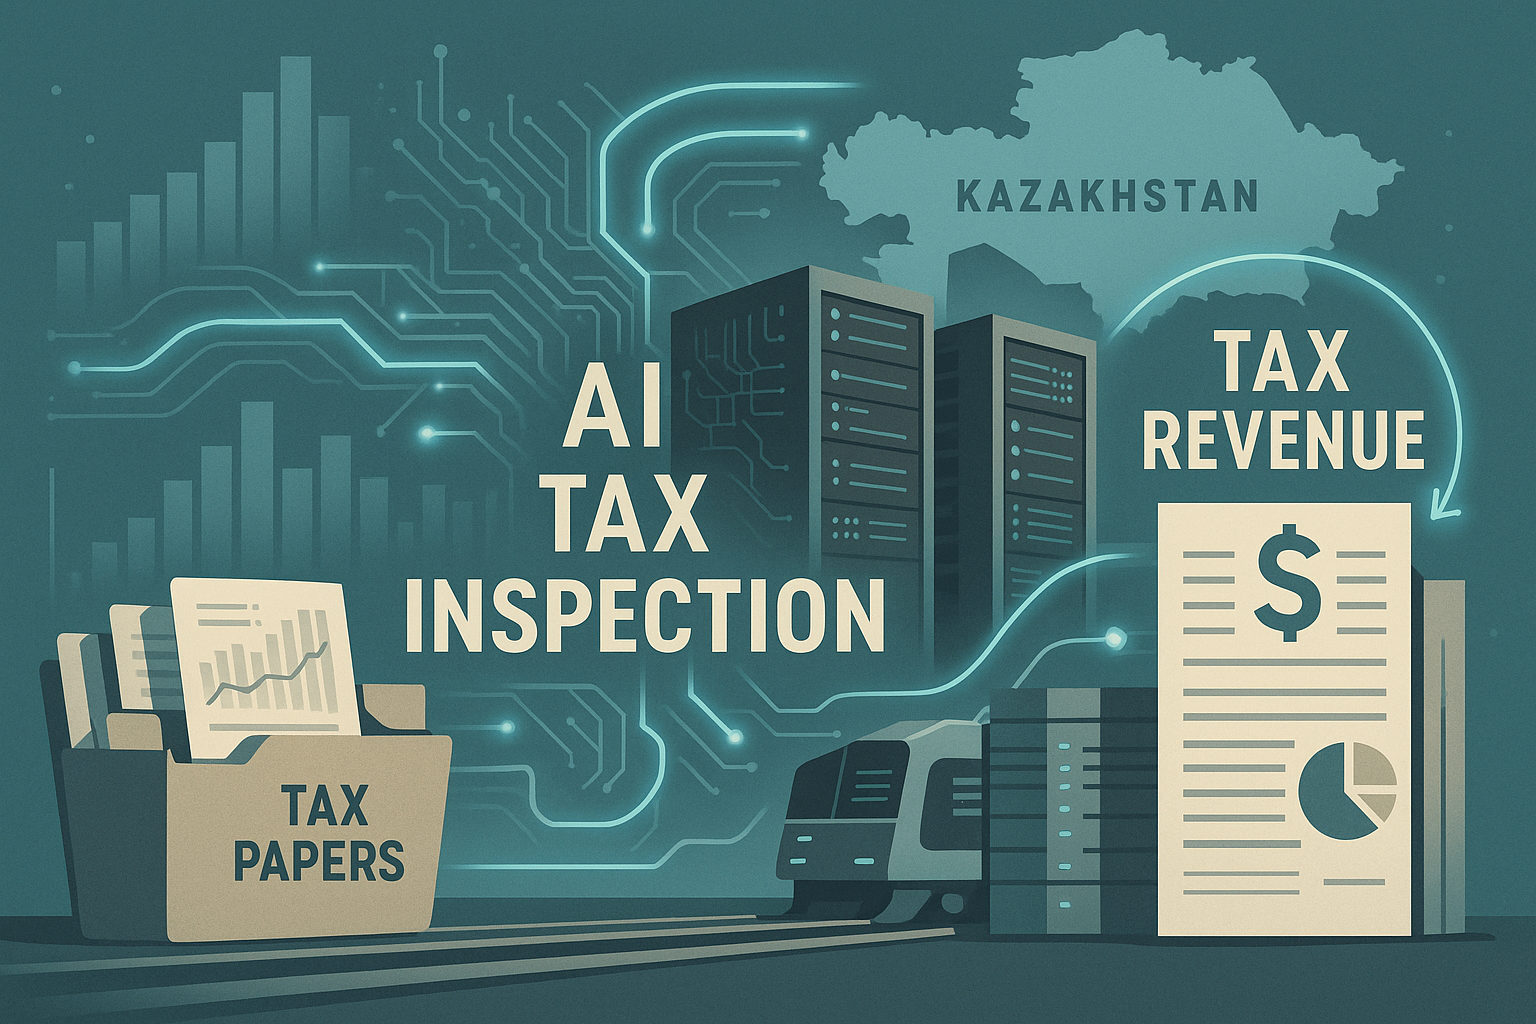 KAZAKHSTAN
AI
TAX
INSPECTION
TAX
REVENUE
$
TAX
PAPERS